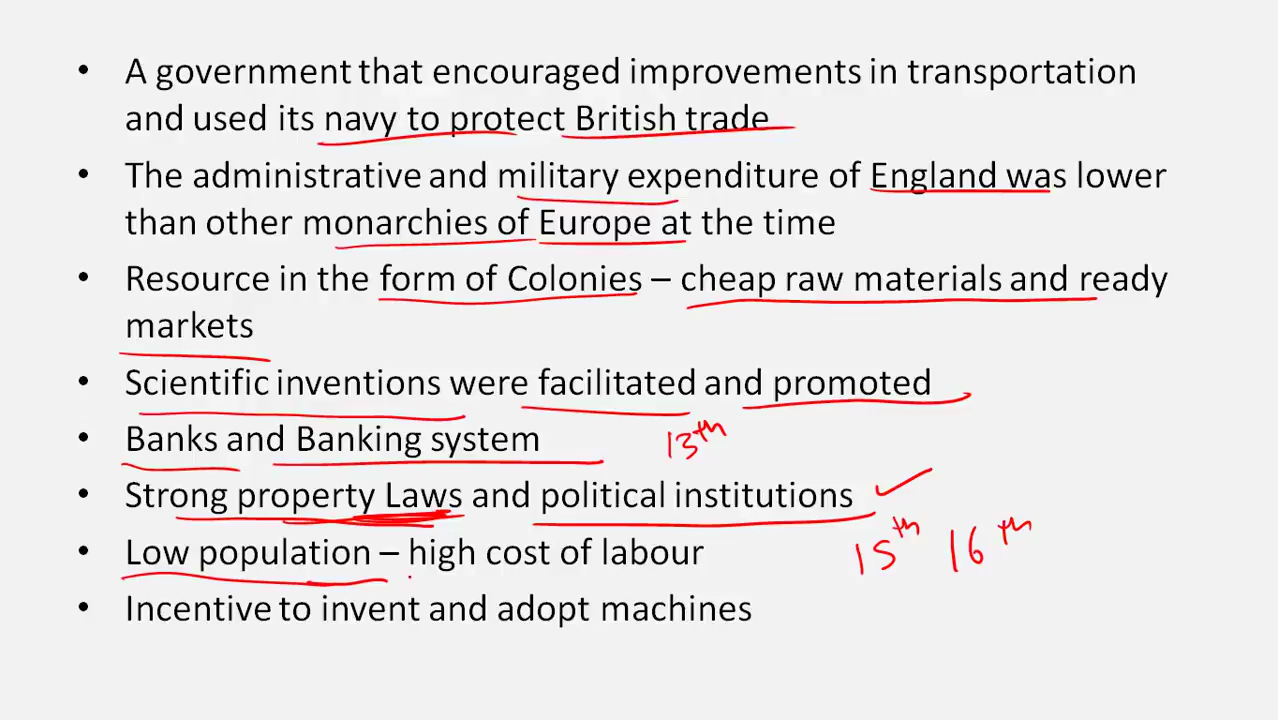 • A government that encouraged improvements in transportation
and used its navy to protect British trade
• The administrative and military expenditure of England was lower
than other monarchies of Europe at the time
• Resource in the form of Colonies – cheap raw materials and ready
markets
• Scientific inventions were facilitated and promoted
• Banks and Banking system 13th
• Strong property Laws and political institutions
• Low population – high cost of labour 15th 16th
• Incentive to invent and adopt machines